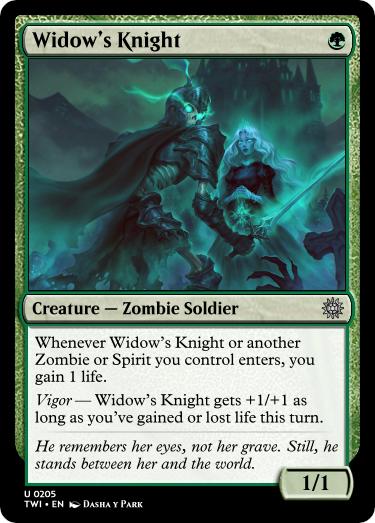 Widow's Knight
Creature — Zombie Soldier
Whenever Widow's Knight or another
Zombie or Spirit you control enters, you
gain 1 life.
Vigor — Widow's Knight gets +1/+1 as
long as you've gained or lost life this turn.
He remembers her eyes, not her grave. Still, he
stands between her and the world.
1/1
U 0205
TWI • EN Dasha y Park